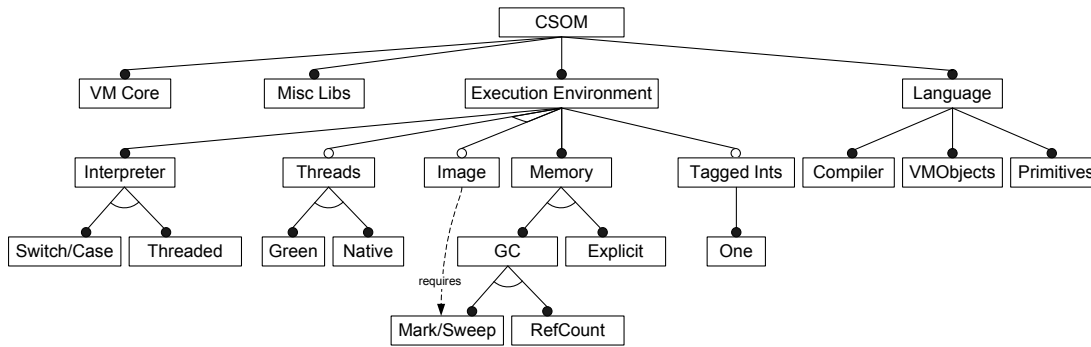 CSOM
VM Core
Misc Libs
Execution Environment
Language
Interpreter
Threads
Image
Memory
Tagged Ints
Compiler
VMObjects
Primitives
Switch/Case
Threaded
Green
Native
GC
Explicit
One
requires
Mark/Sweep
RefCount